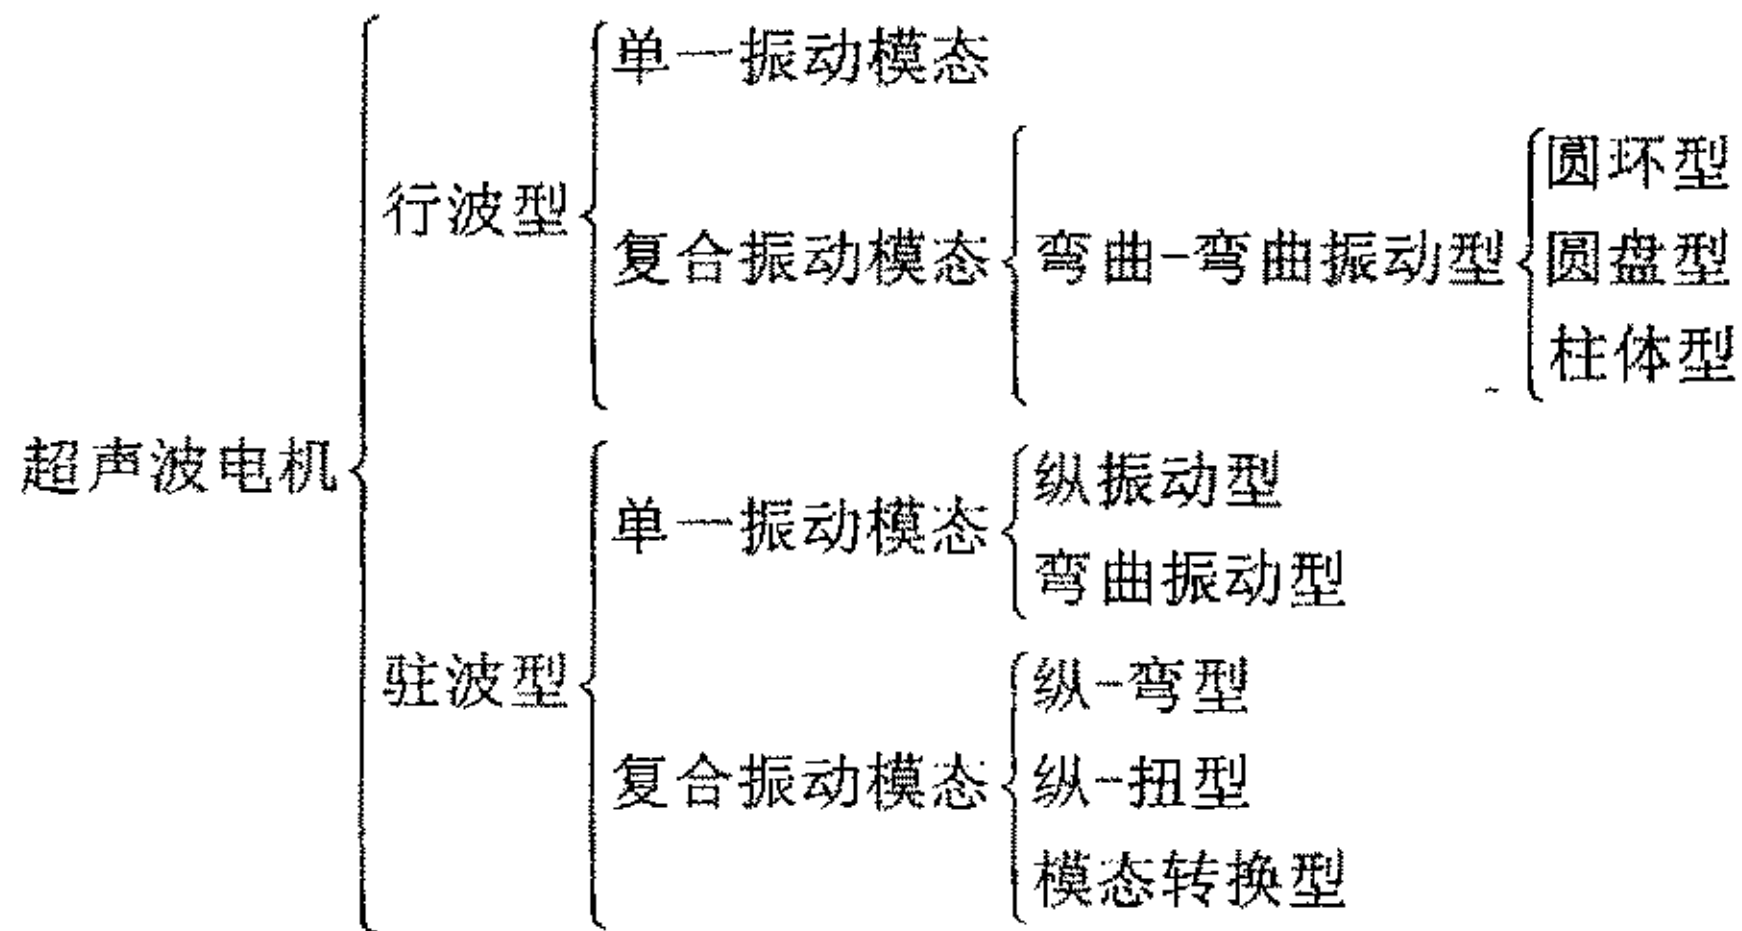 超声波电机
行波型
单一振动模态
复合振动模态
弯曲-弯曲振动型
圆环型
圆盘型
柱体型
驻波型
单一振动模态
纵振动型
弯曲振动型
复合振动模态
纵-弯型
纵-扭型
模态转换型